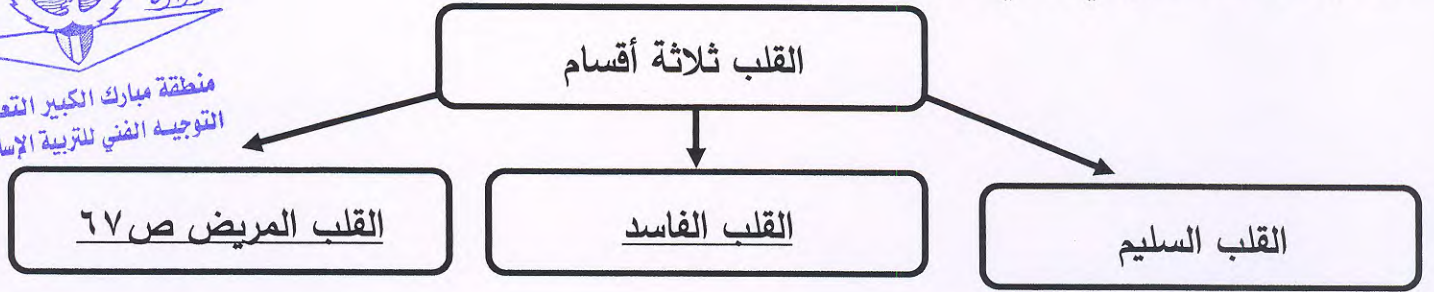 القلب ثلاثة أقسام
منطقة مبارك الكبير
التوجيه الفني للتربية
القلب السليم
القلب الفاسد
القلب المريض ص٦٧